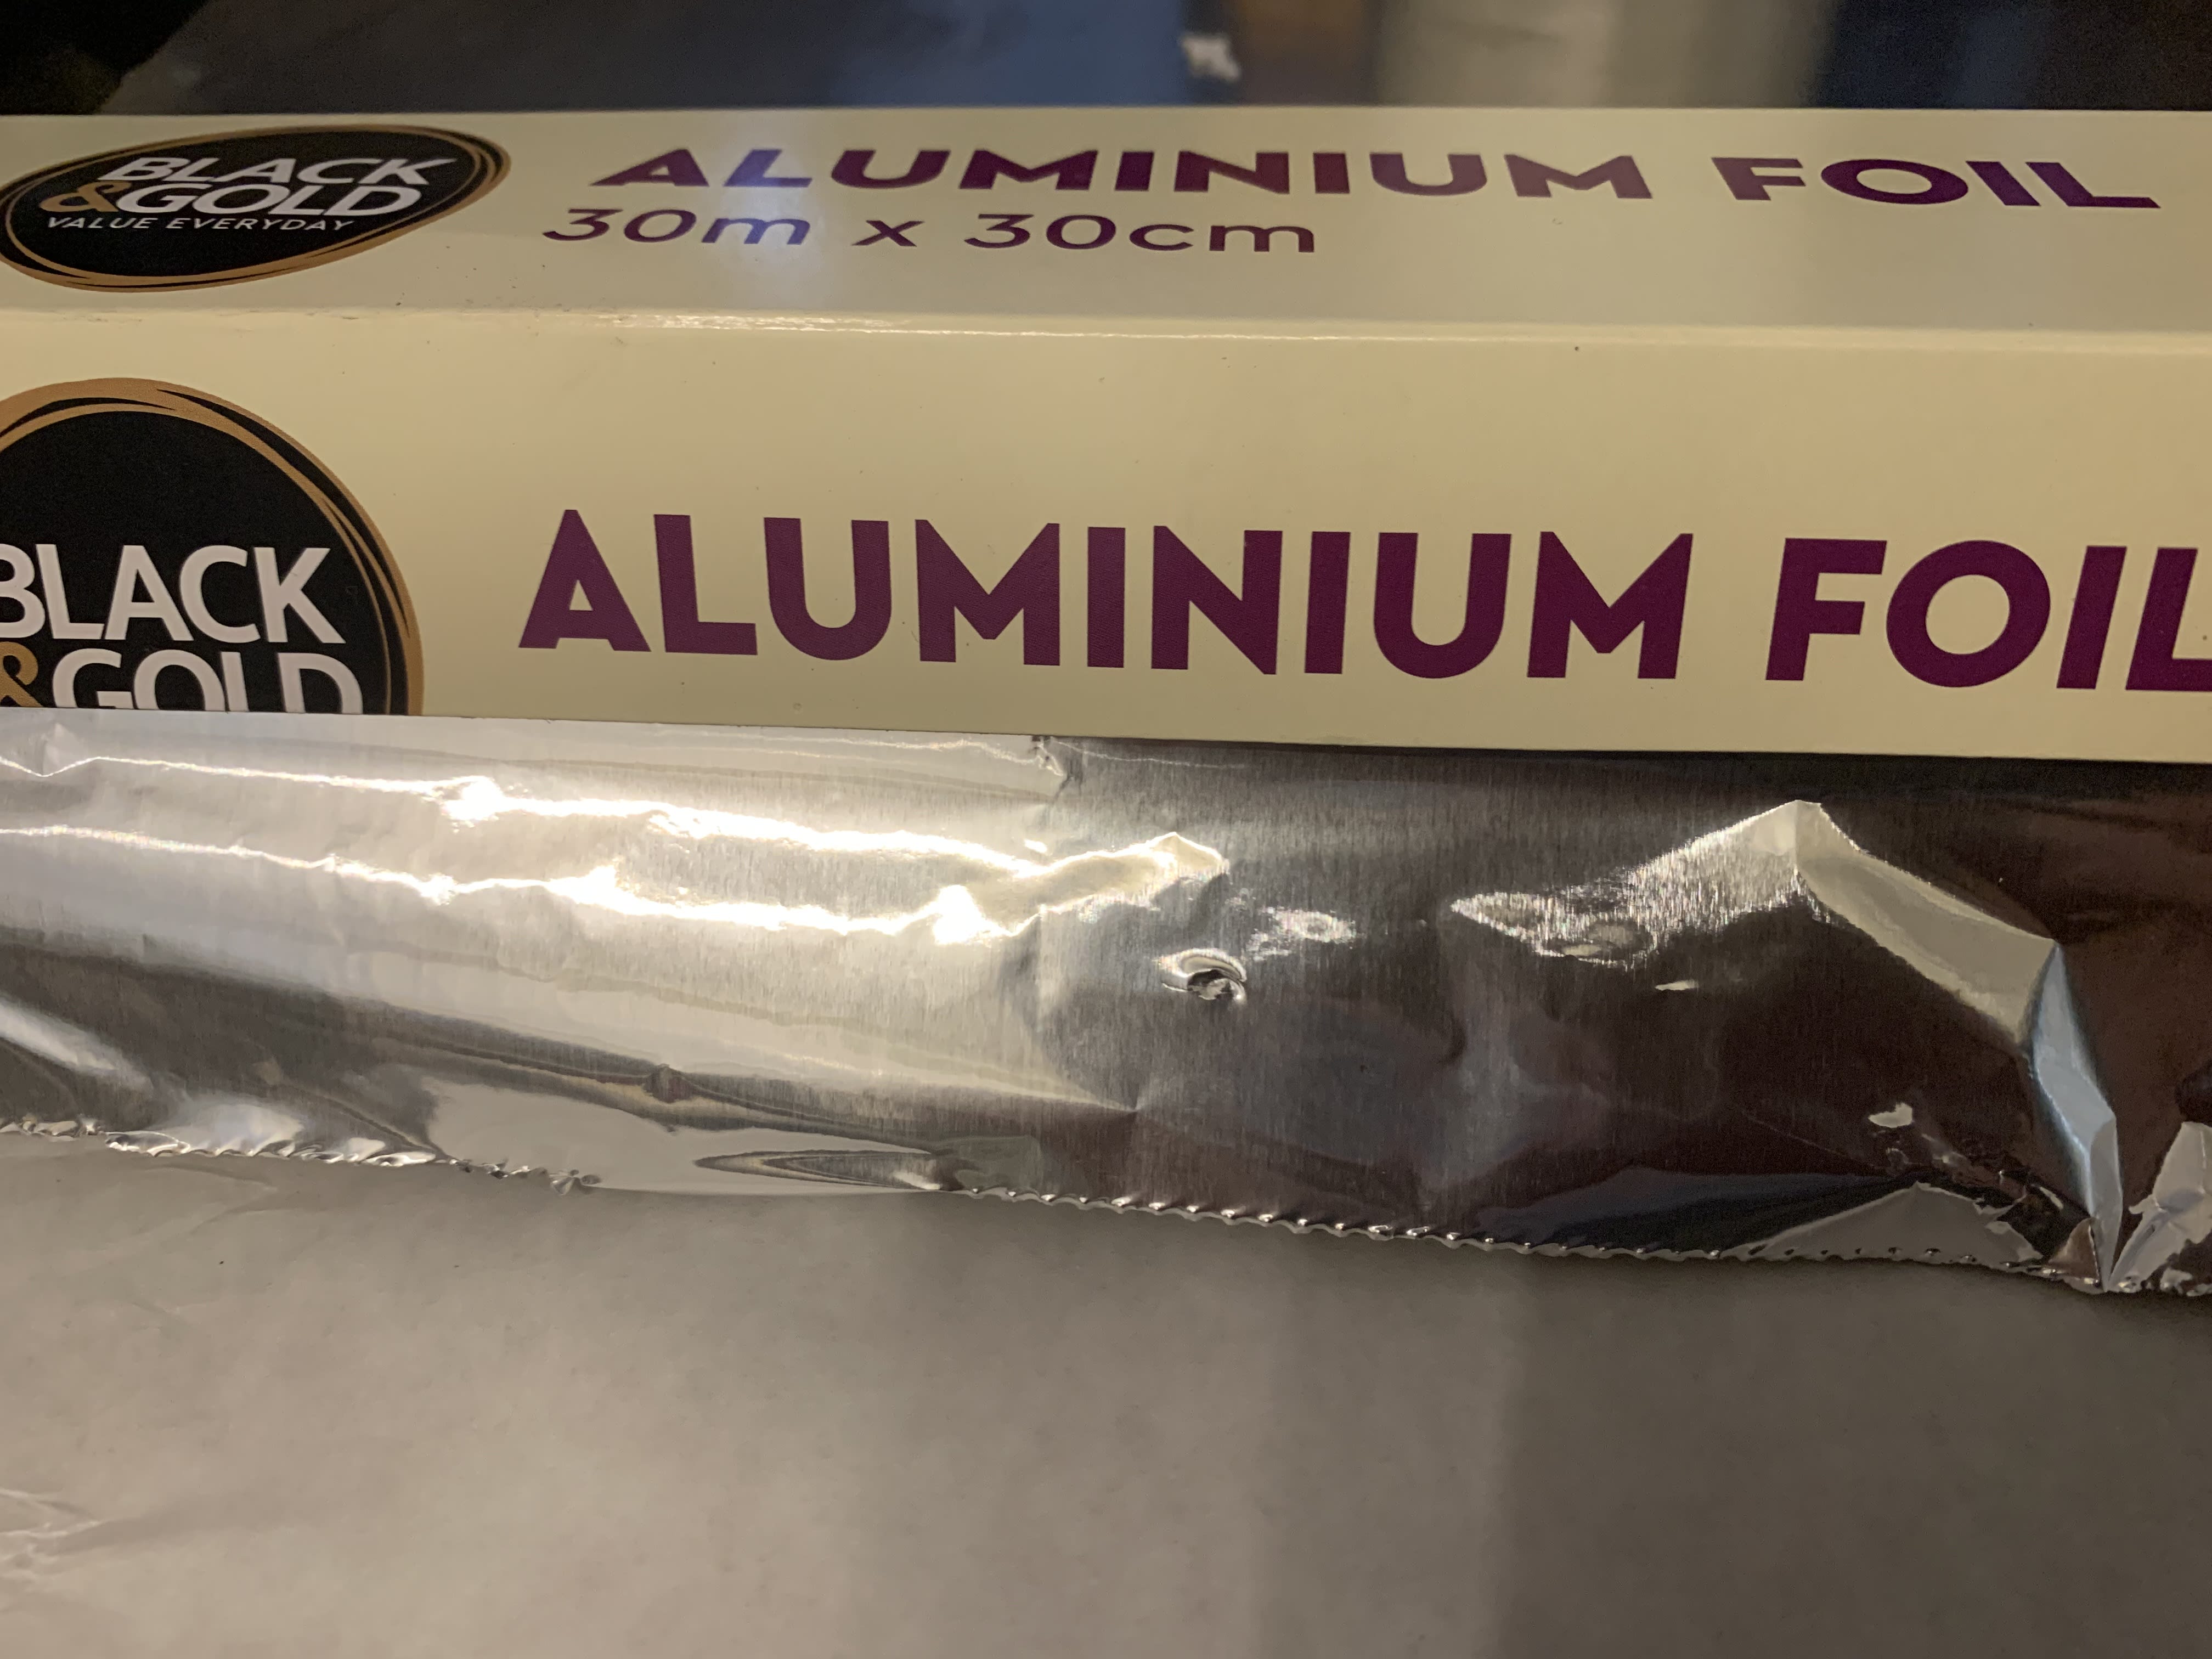 BLACK
&GOLD
VALUE EVERYDAY
ALUMINIUM FOIL
30m x 30cm
BLACK
&GOLD
ALUMINIUM FOIL